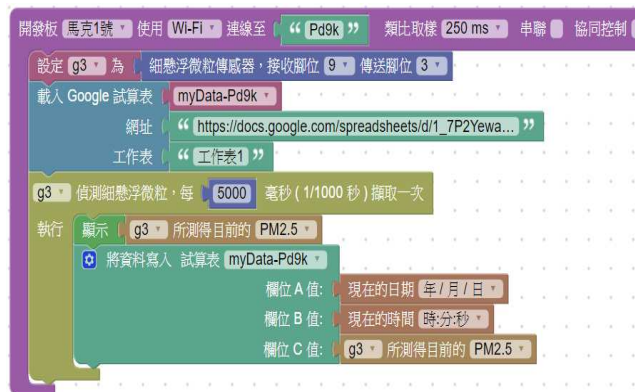 開發板 馬克1號 使用 Wi-Fi 連線至 “ Pd9k ” 類比取樣 250 ms 串聯 協同控制
設定 g3 為 細懸浮微粒傳感器，接收腳位 9 傳送腳位 3
載入 Google 試算表 myData-Pd9k
網址 “ https://docs.google.com/spreadsheets/d/1_7P2Yewa... ”
工作表 “ 工作表1 ”
g3 偵測細懸浮微粒，每 5000 毫秒 ( 1/1000 秒 ) 擷取一次
執行 顯示 g3 所測得目前的 PM2.5
將資料寫入 試算表 myData-Pd9k
欄位 A 值: 現在的日期 年 / 月 / 日
欄位 B 值: 現在的時間 時:分:秒
欄位 C 值: g3 所測得目前的 PM2.5